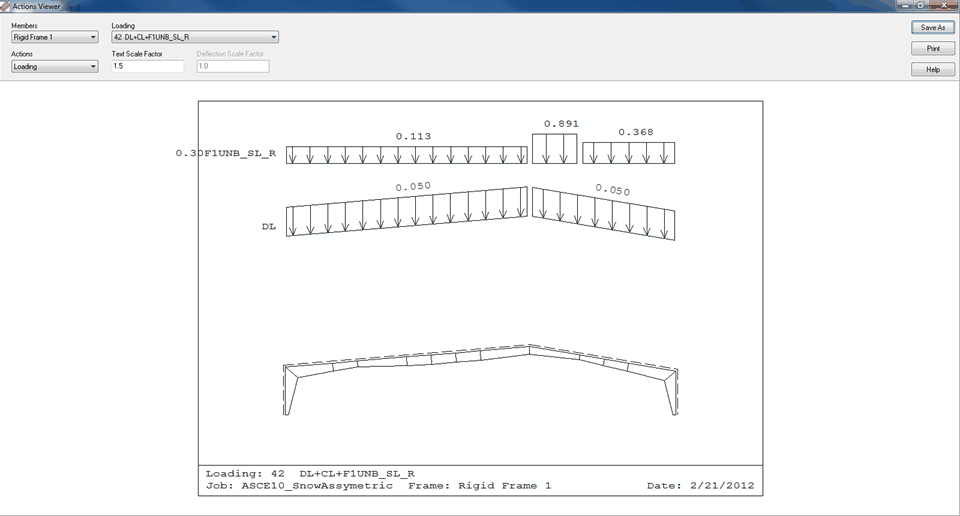 Actions Viewer
Members
Loading
Rigid Frame 1
42 DL+CL+F1UNB_SL_R
Save As
Actions
Text Scale Factor
Deflection Scale Factor
Print
Loading
1.5
1.0
Help
0.891
0.113
0.368
0.30F1UNB_SL_R
0.050
0.050
DL
Loading: 42 DL+CL+F1UNB_SL_R
Job: ASCE10_SnowAssymetric Frame: Rigid Frame 1 Date: 2/21/2012